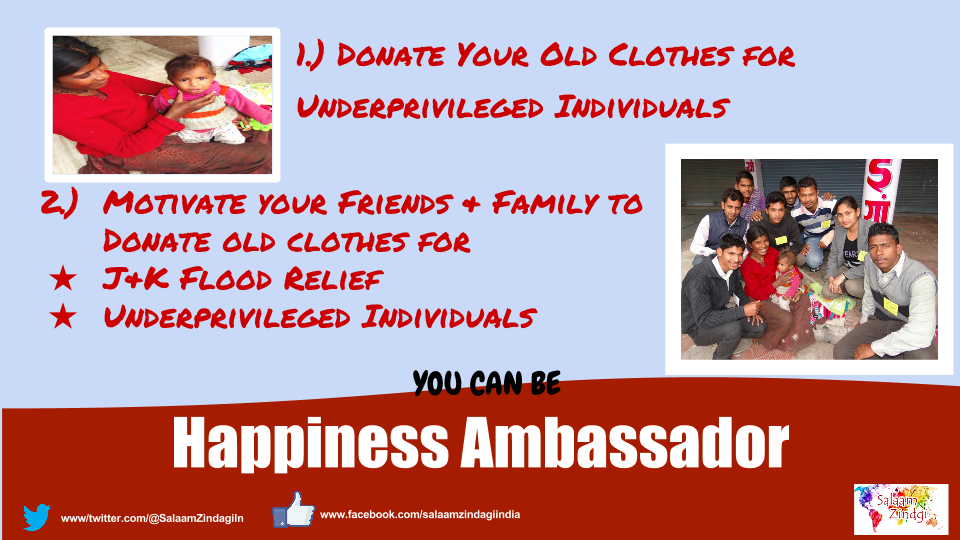 1.) Donate Your Old Clothes for
Underprivileged Individuals
2.) Motivate your Friends & Family to
Donate old clothes for
★ J&K Flood Relief
★ Underprivileged Individuals
YOU CAN BE
Happiness Ambassador
www/twitter.com/@SalaamZindagiIn
www.facebook.com/salaamzindagiindia
Salaam
Zindgi